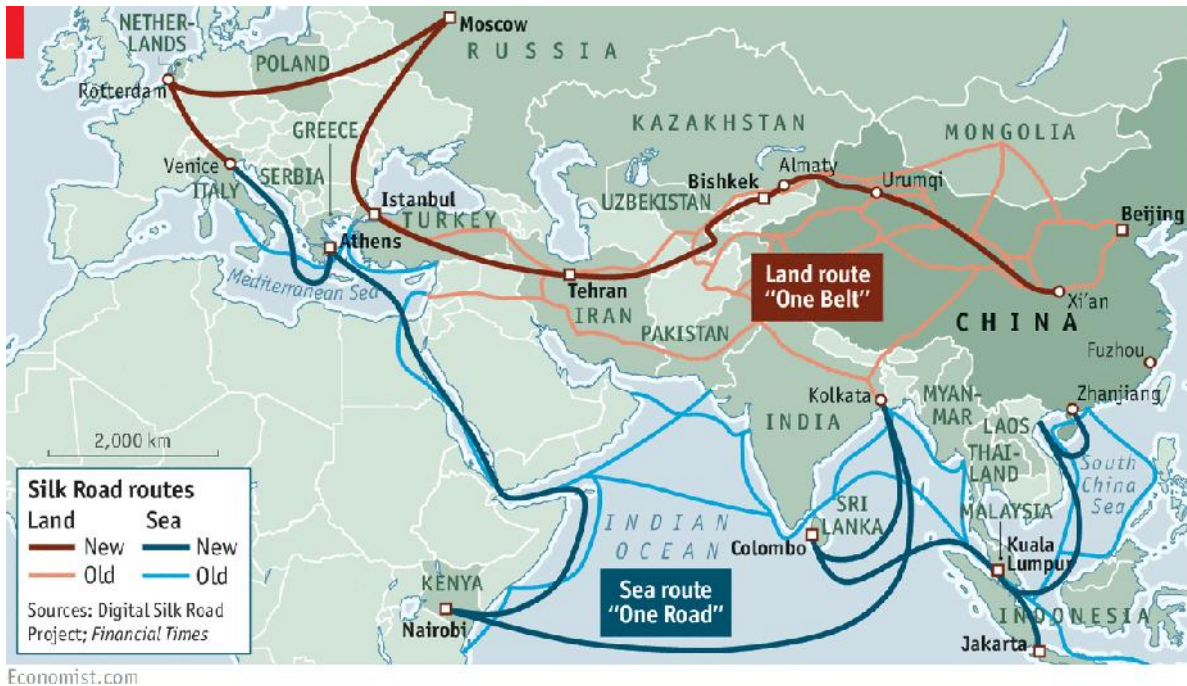 NETHER-
LANDS
Moscow
RUSSIA
POLAND
Rotterdam
GREECE
KAZAKHSTAN
MONGOLIA
Venice
SERBIA
ITALY
Almaty
Bishkek
Urumqi
UZBEKISTAN
Istanbul
TURKEY
Beijing
Athens
Mediterranean Sea
Tehran
IRAN
Land route
"One Belt"
Xi'an
CHINA
PAKISTAN
Fuzhou
Kolkata
MYAN-
MAR
Zhanjiang
INDIA
LAOS
THAI-
LAND
South
China
Sea
2,000 km
Silk Road routes
Land Sea
New New
Old Old
Sources: Digital Silk Road
Project; Financial Times
INDIAN
OCEAN
SRI
LANKA
MALAYSIA
Colombo
Kuala
Lumpur
KENYA
Sea route
"One Road"
Nairobi
INDONESIA
Jakarta
Economist.com